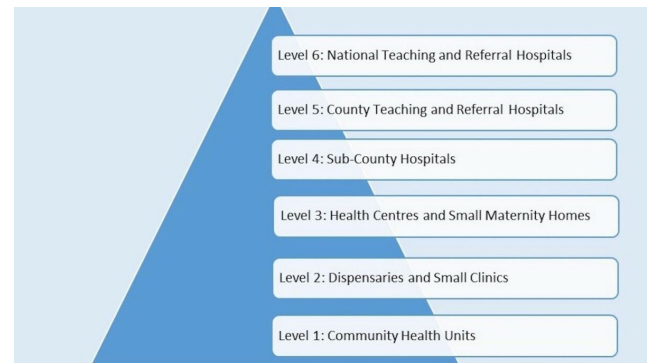 Level 6: National Teaching and Referral Hospitals
Level 5: County Teaching and Referral Hospitals
Level 4: Sub-County Hospitals
Level 3: Health Centres and Small Maternity Homes
Level 2: Dispensaries and Small Clinics
Level 1: Community Health Units